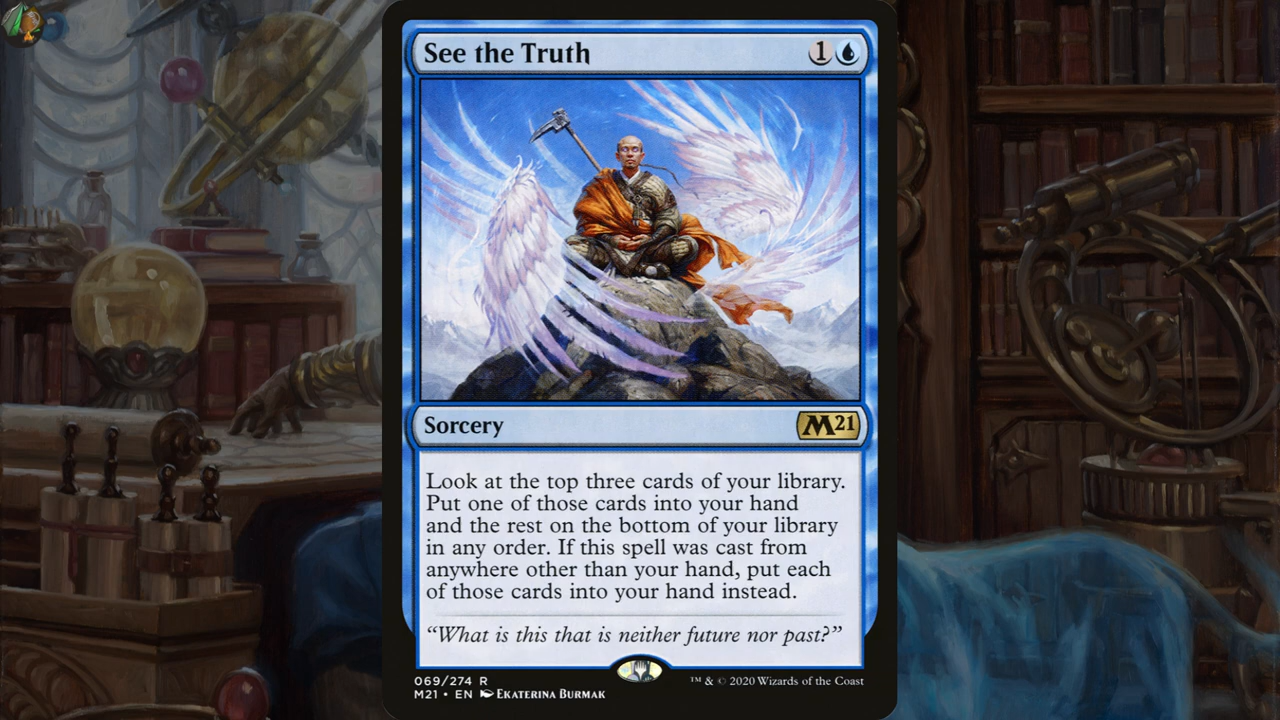 See the Truth
1
Sorcery
M21
Look at the top three cards of your library.
Put one of those cards into your hand
and the rest on the bottom of your library
in any order. If this spell was cast from
anywhere other than your hand, put each
of those cards into your hand instead.
“What is this that is neither future nor past?”
069/274 R
M21 • EN Ekaterina Burmak
™ & © 2020 Wizards of the Coast